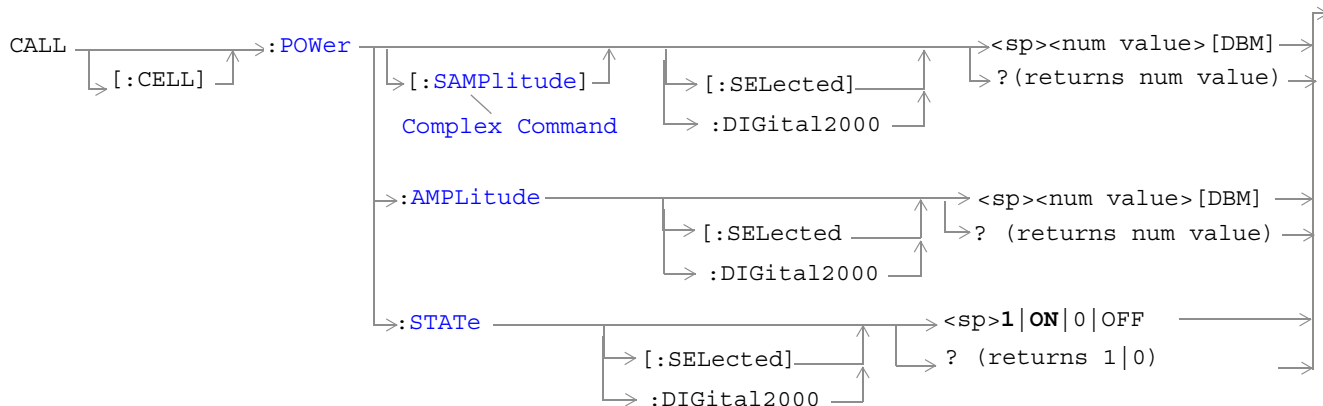 CALL :POWer <sp><num value>[DBM]
[:CELL] [:SAMPlitude] [:SELected] ?(returns num value)
Complex Command :DIGital2000
:AMPLitude <sp><num value>[DBM]
[:SELected ? (returns num value)
:DIGital2000
:STATe <sp>1|ON|0|OFF
[:SELected] ? (returns 1|0)
:DIGital2000